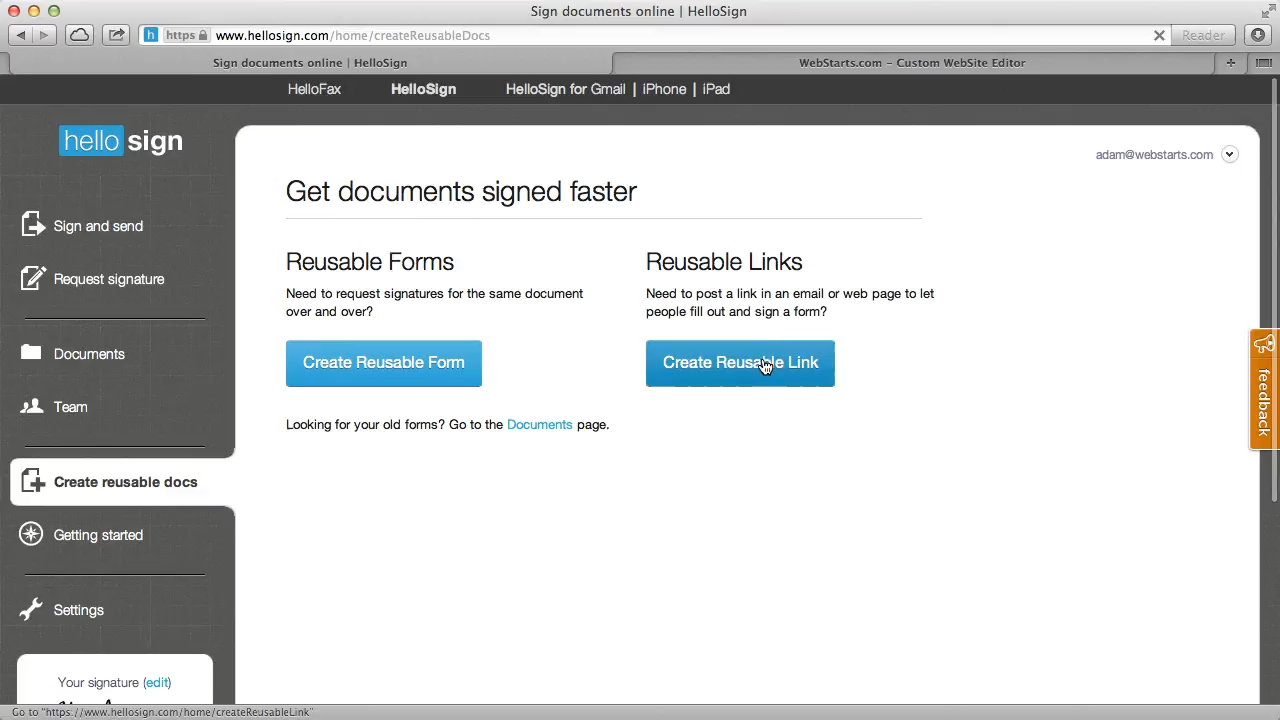 Sign documents online | HelloSign
https www.hellosign.com/home/createReusableDocs Reader
Sign documents online | HelloSign
WebStarts.com – Custom WebSite Editor
HelloFax HelloSign HelloSign for Gmail | iPhone | iPad
hello sign
adam@webstarts.com
Get documents signed faster
Sign and send
Request signature
Documents
Team
Create reusable docs
Getting started
Settings
Your signature (edit)
Reusable Forms
Need to request signatures for the same document
over and over?
Create Reusable Form
Reusable Links
Need to post a link in an email or web page to let
people fill out and sign a form?
Create Reusable Link
Looking for your old forms? Go to the Documents page.
feedback
Go to "https://www.hellosign.com/home/createReusableLink"